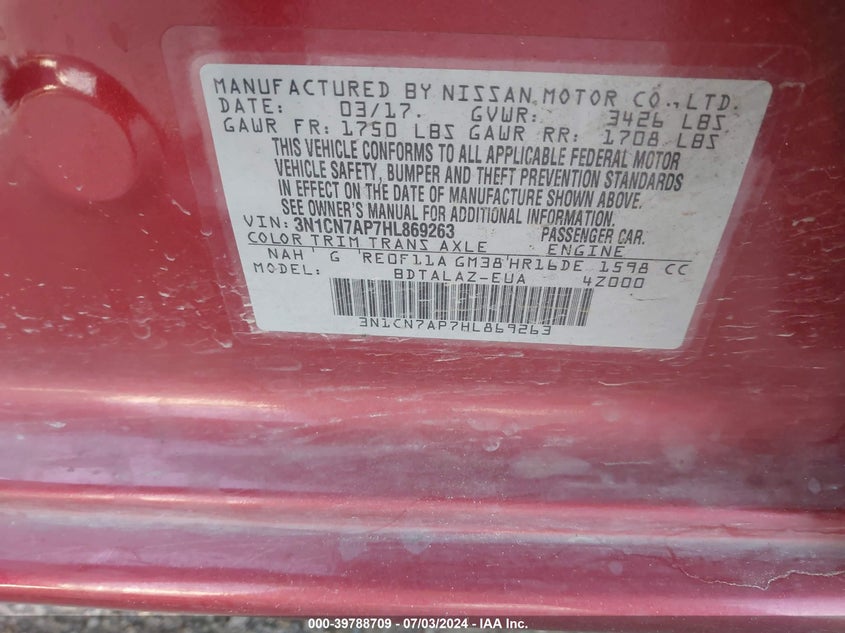 MANUFACTURED BY NISSAN MOTOR CO., LTD.
DATE: 03/17. GVWR: 3426 LBS
GAWR FR: 1750 LBS GAWR RR: 1708 LBS
THIS VEHICLE CONFORMS TO ALL APPLICABLE FEDERAL MOTOR
VEHICLE SAFETY, BUMPER AND THEFT PREVENTION STANDARDS
IN EFFECT ON THE DATE OF MANUFACTURE SHOWN ABOVE.
SEE OWNER'S MANUAL FOR ADDITIONAL INFORMATION.
VIN: 3N1CN7AP7HL869263 PASSENGER CAR.
COLOR TRIM TRANS AXLE ENGINE
NAH G RE0F11A GM38 HR16DE 1598 CC
MODEL: BDTALAZ-EUA 4Z000
3N1CN7AP7HL869263
000-39788709 - 07/03/2024 - IAA, Inc.